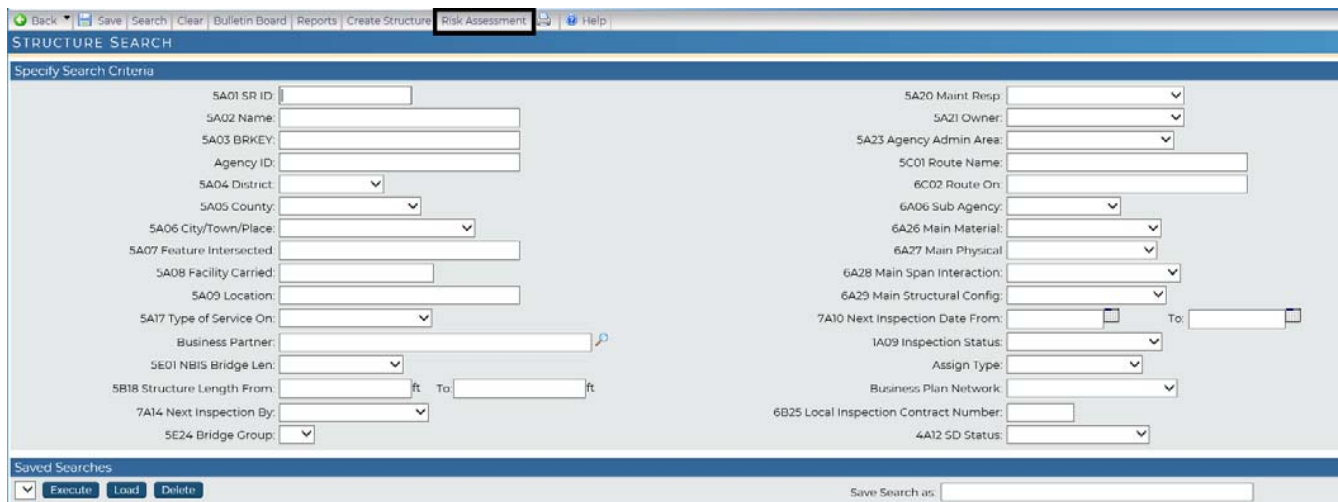 Back Save Search Clear Bulletin Board Reports Create Structure Risk Assessment Help
STRUCTURE SEARCH
Specify Search Criteria
5A01 SR ID: 5A20 Maint Resp:
5A02 Name: 5A21 Owner:
5A03 BRKEY: 5A23 Agency Admin Area:
Agency ID: 5C01 Route Name:
5A04 District: 6C02 Route On:
5A05 County: 6A06 Sub Agency:
5A06 City/Town/Place: 6A26 Main Material:
5A07 Feature Intersected: 6A27 Main Physical
5A08 Facility Carried: 6A28 Main Span Interaction:
5A09 Location: 6A29 Main Structural Config:
5A17 Type of Service On: 7A10 Next Inspection Date From: To:
Business Partner: 1A09 Inspection Status:
5E01 NBIS Bridge Len: Assign Type:
5B18 Structure Length From: ft To: ft Business Plan Network:
7A14 Next Inspection By: 6B25 Local Inspection Contract Number:
5E24 Bridge Group: 4A12 SD Status:
Saved Searches
Execute Load Delete Save Search as: